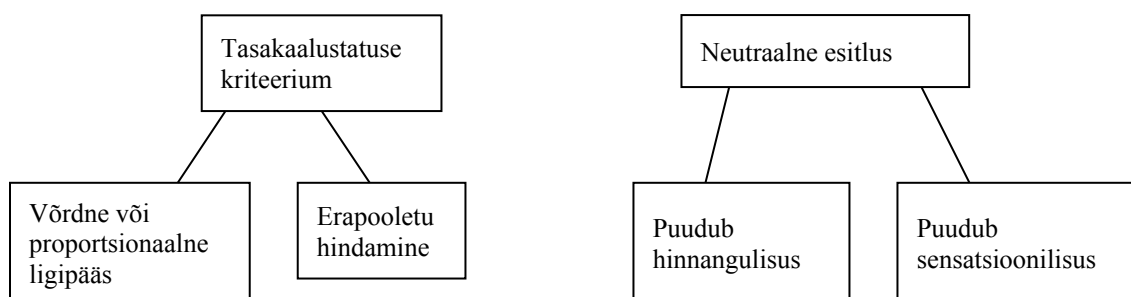 Tasakaalustatuse
kriteerium
Neutraalne esitlus
Võrdne või
proportsionaalne
ligipääs
Erapooletu
hindamine
Puudub
hinnangulisus
Puudub
sensatsioonilisus